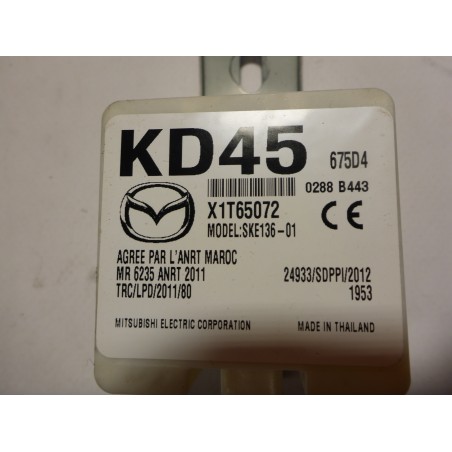 KD45 675D4
0288 B443
X1T65072
MODEL:SKE136-01
CE
AGREE PAR L'ANRT MAROC
MR 6235 ANRT 2011 24933/SDPPI/2012
TRC/LPD/2011/80 1953
MITSUBISHI ELECTRIC CORPORATION MADE IN THAILAND